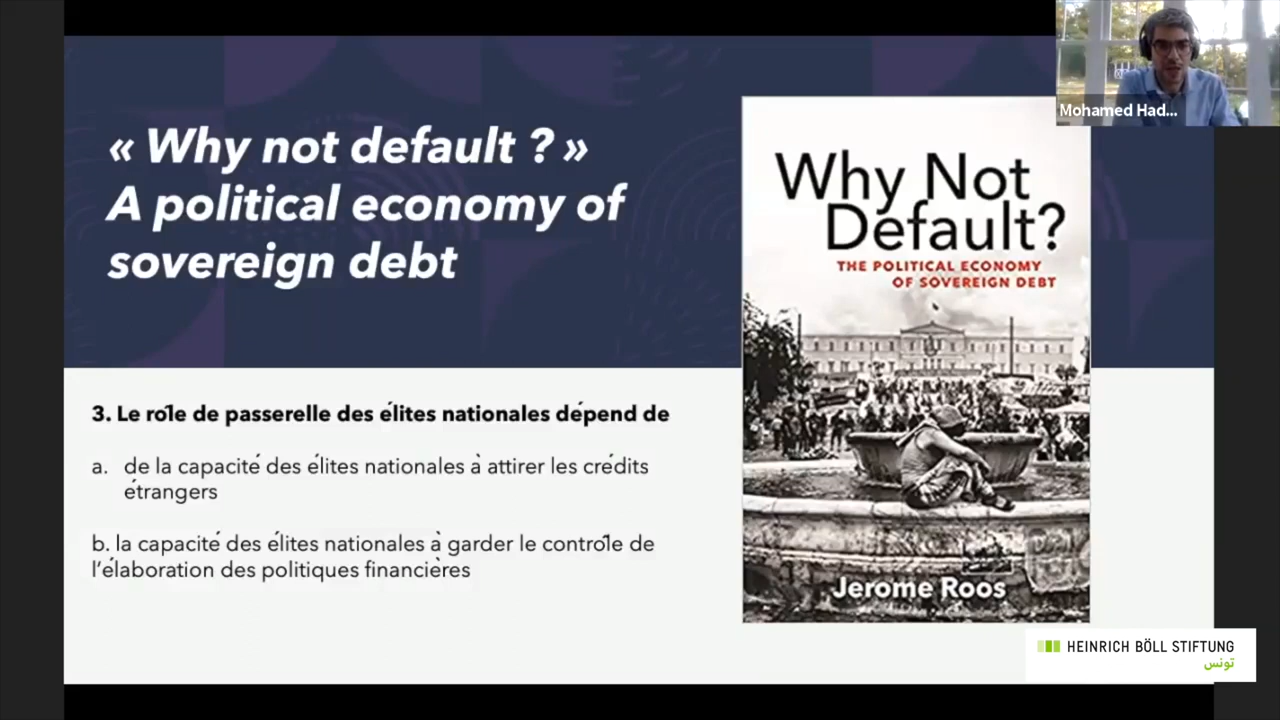 « Why not default ? »
A political economy of
sovereign debt
3. Le rôle de passerelle des élites nationales dépend de
a. de la capacité des élites nationales à attirer les crédits
étrangers
b. la capacité des élites nationales à garder le contrôle de
l’élaboration des politiques financières
Why Not
Default?
THE POLITICAL ECONOMY
OF SOVEREIGN DEBT
Jerome Roos
Mohamed Had...
HEINRICH BÖLL STIFTUNG
تونس